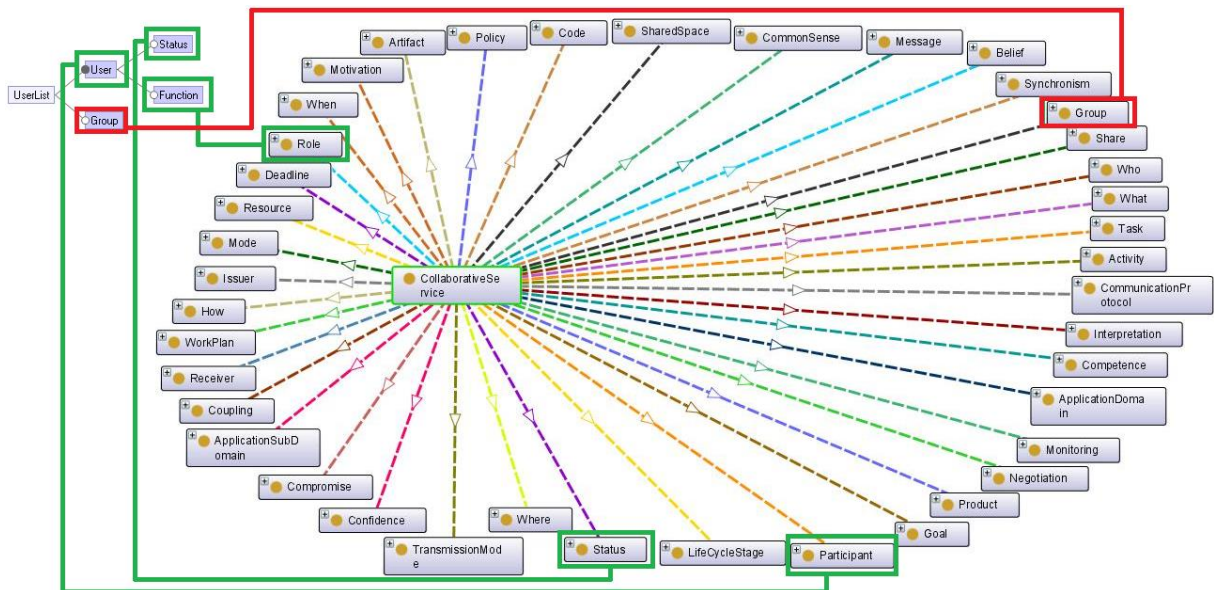 Status
User
UserList
Function
Group
Artifact
Policy
Code
SharedSpace
CommonSense
Message
Belief
Motivation
Synchronism
When
Group
Role
Share
Deadline
Who
Resource
What
Mode
Task
Issuer
Activity
CollaborativeSe
rvice
CommunicationPr
otocol
How
Interpretation
WorkPlan
Competence
Receiver
ApplicationDoma
in
Coupling
ApplicationSubD
omain
Monitoring
Compromise
Negotiation
Product
Confidence
Where
Goal
TransmissionMod
e
Status
LifeCycleStage
Participant